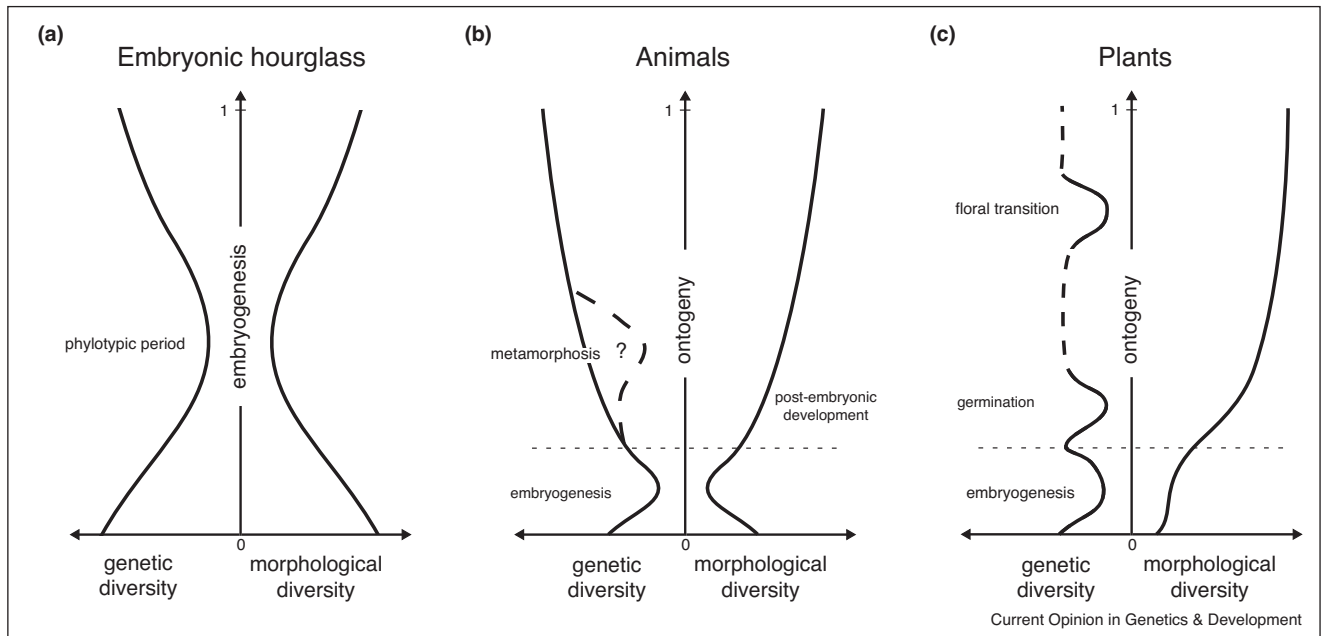 (a)
Embryonic hourglass
1
embryogenesis
phylotypic period
0
genetic
diversity
morphological
diversity
(b)
Animals
1
ontogeny
metamorphosis
?
post-embryonic
development
embryogenesis
0
genetic
diversity
morphological
diversity
(c)
Plants
1
floral transition
ontogeny
germination
embryogenesis
0
genetic
diversity
morphological
diversity
Current Opinion in Genetics & Development